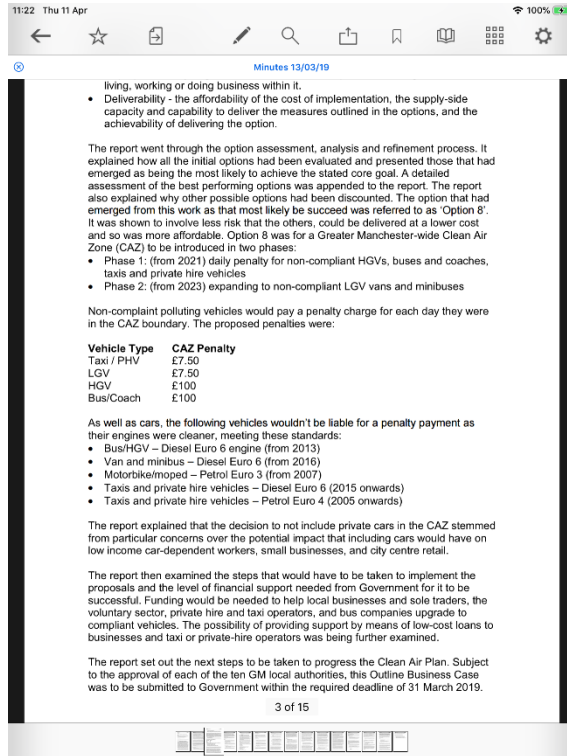 11:22 Thu 11 Apr
100%
Minutes 13/03/19
living, working or doing business within it.
• Deliverability - the affordability of the cost of implementation, the supply-side
capacity and capability to deliver the measures outlined in the options, and the
achievability of delivering the option.
The report went through the option assessment, analysis and refinement process. It
explained how all the initial options had been evaluated and presented those that had
emerged as being the most likely to achieve the stated core goal. A detailed
assessment of the best performing options was appended to the report. The report
also explained why other possible options had been discounted. The option that had
emerged from this work as that most likely be succeed was referred to as 'Option 8'.
It was shown to involve less risk that the others, could be delivered at a lower cost
and so was more affordable. Option 8 was for a Greater Manchester-wide Clean Air
Zone (CAZ) to be introduced in two phases:
• Phase 1: (from 2021) daily penalty for non-compliant HGVs, buses and coaches,
taxis and private hire vehicles
• Phase 2: (from 2023) expanding to non-compliant LGV vans and minibuses
Non-complaint polluting vehicles would pay a penalty charge for each day they were
in the CAZ boundary. The proposed penalties were:
Vehicle Type CAZ Penalty
Taxi / PHV £7.50
LGV £7.50
HGV £100
Bus/Coach £100
As well as cars, the following vehicles wouldn't be liable for a penalty payment as
their engines were cleaner, meeting these standards:
• Bus/HGV – Diesel Euro 6 engine (from 2013)
• Van and minibus – Diesel Euro 6 (from 2016)
• Motorbike/moped – Petrol Euro 3 (from 2007)
• Taxis and private hire vehicles – Diesel Euro 6 (2015 onwards)
• Taxis and private hire vehicles – Petrol Euro 4 (2005 onwards)
The report explained that the decision to not include private cars in the CAZ stemmed
from particular concerns over the potential impact that including cars would have on
low income car-dependent workers, small businesses, and city centre retail.
The report then examined the steps that would have to be taken to implement the
proposals and the level of financial support needed from Government for it to be
successful. Funding would be needed to help local businesses and sole traders, the
voluntary sector, private hire and taxi operators, and bus companies upgrade to
compliant vehicles. The possibility of providing support by means of low-cost loans to
businesses and taxi or private-hire operators was being further examined.
The report set out the next steps to be taken to progress the Clean Air Plan. Subject
to the approval of each of the ten GM local authorities, this Outline Business Case
was to be submitted to Government within the required deadline of 31 March 2019.
3 of 15